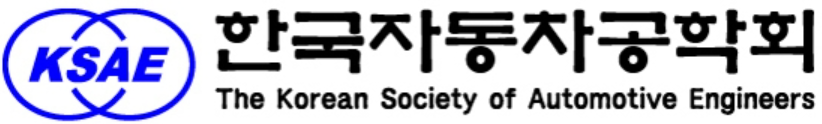 KSAE
한국자동차공학회
The Korean Society of Automotive Engineers